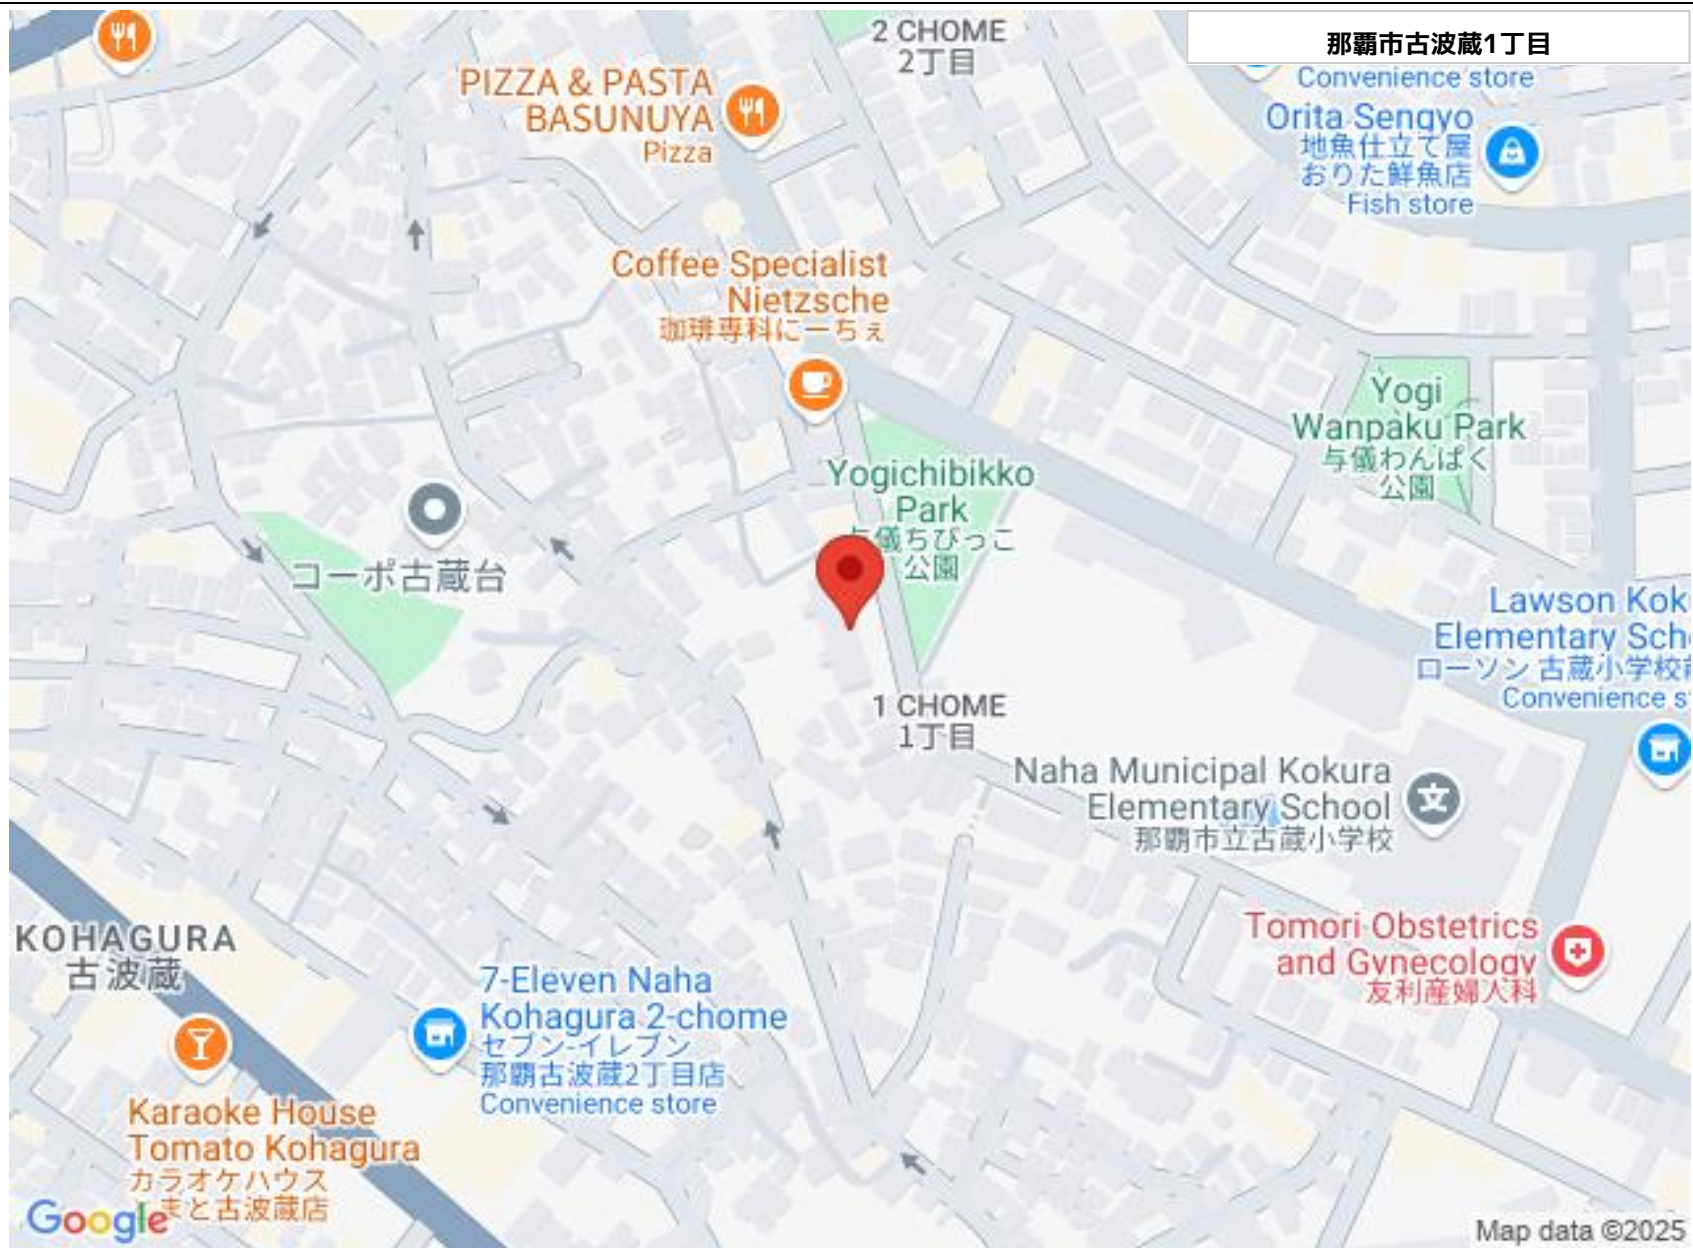 那覇市古波蔵1丁目
2 CHOME
2丁目
Convenience store
PIZZA & PASTA
BASUNUYA
Pizza
Orita Sengyo
地魚仕立て屋
おりた鮮魚店
Fish store
Coffee Specialist
Nietzsche
珈琲専科にーちぇ
Yogi
Wanpaku Park
与儀わんぱく
公園
Yogichibikko
Park
与儀ちびっこ
公園
コーポ古蔵台
Lawson Kok
Elementary Sch
ローソン 古蔵小学校前
Convenience s
1 CHOME
1丁目
Naha Municipal Kokura
Elementary School
那覇市立古蔵小学校
文
KOHAGURA
古波蔵
Tomori Obstetrics
and Gynecology
友利産婦人科
7-Eleven Naha
Kohagura 2-chome
セブン-イレブン
那覇古波蔵2丁目店
Convenience store
Karaoke House
Tomato Kohagura
カラオケハウス
まと古波蔵店
Google
Map data ©2025